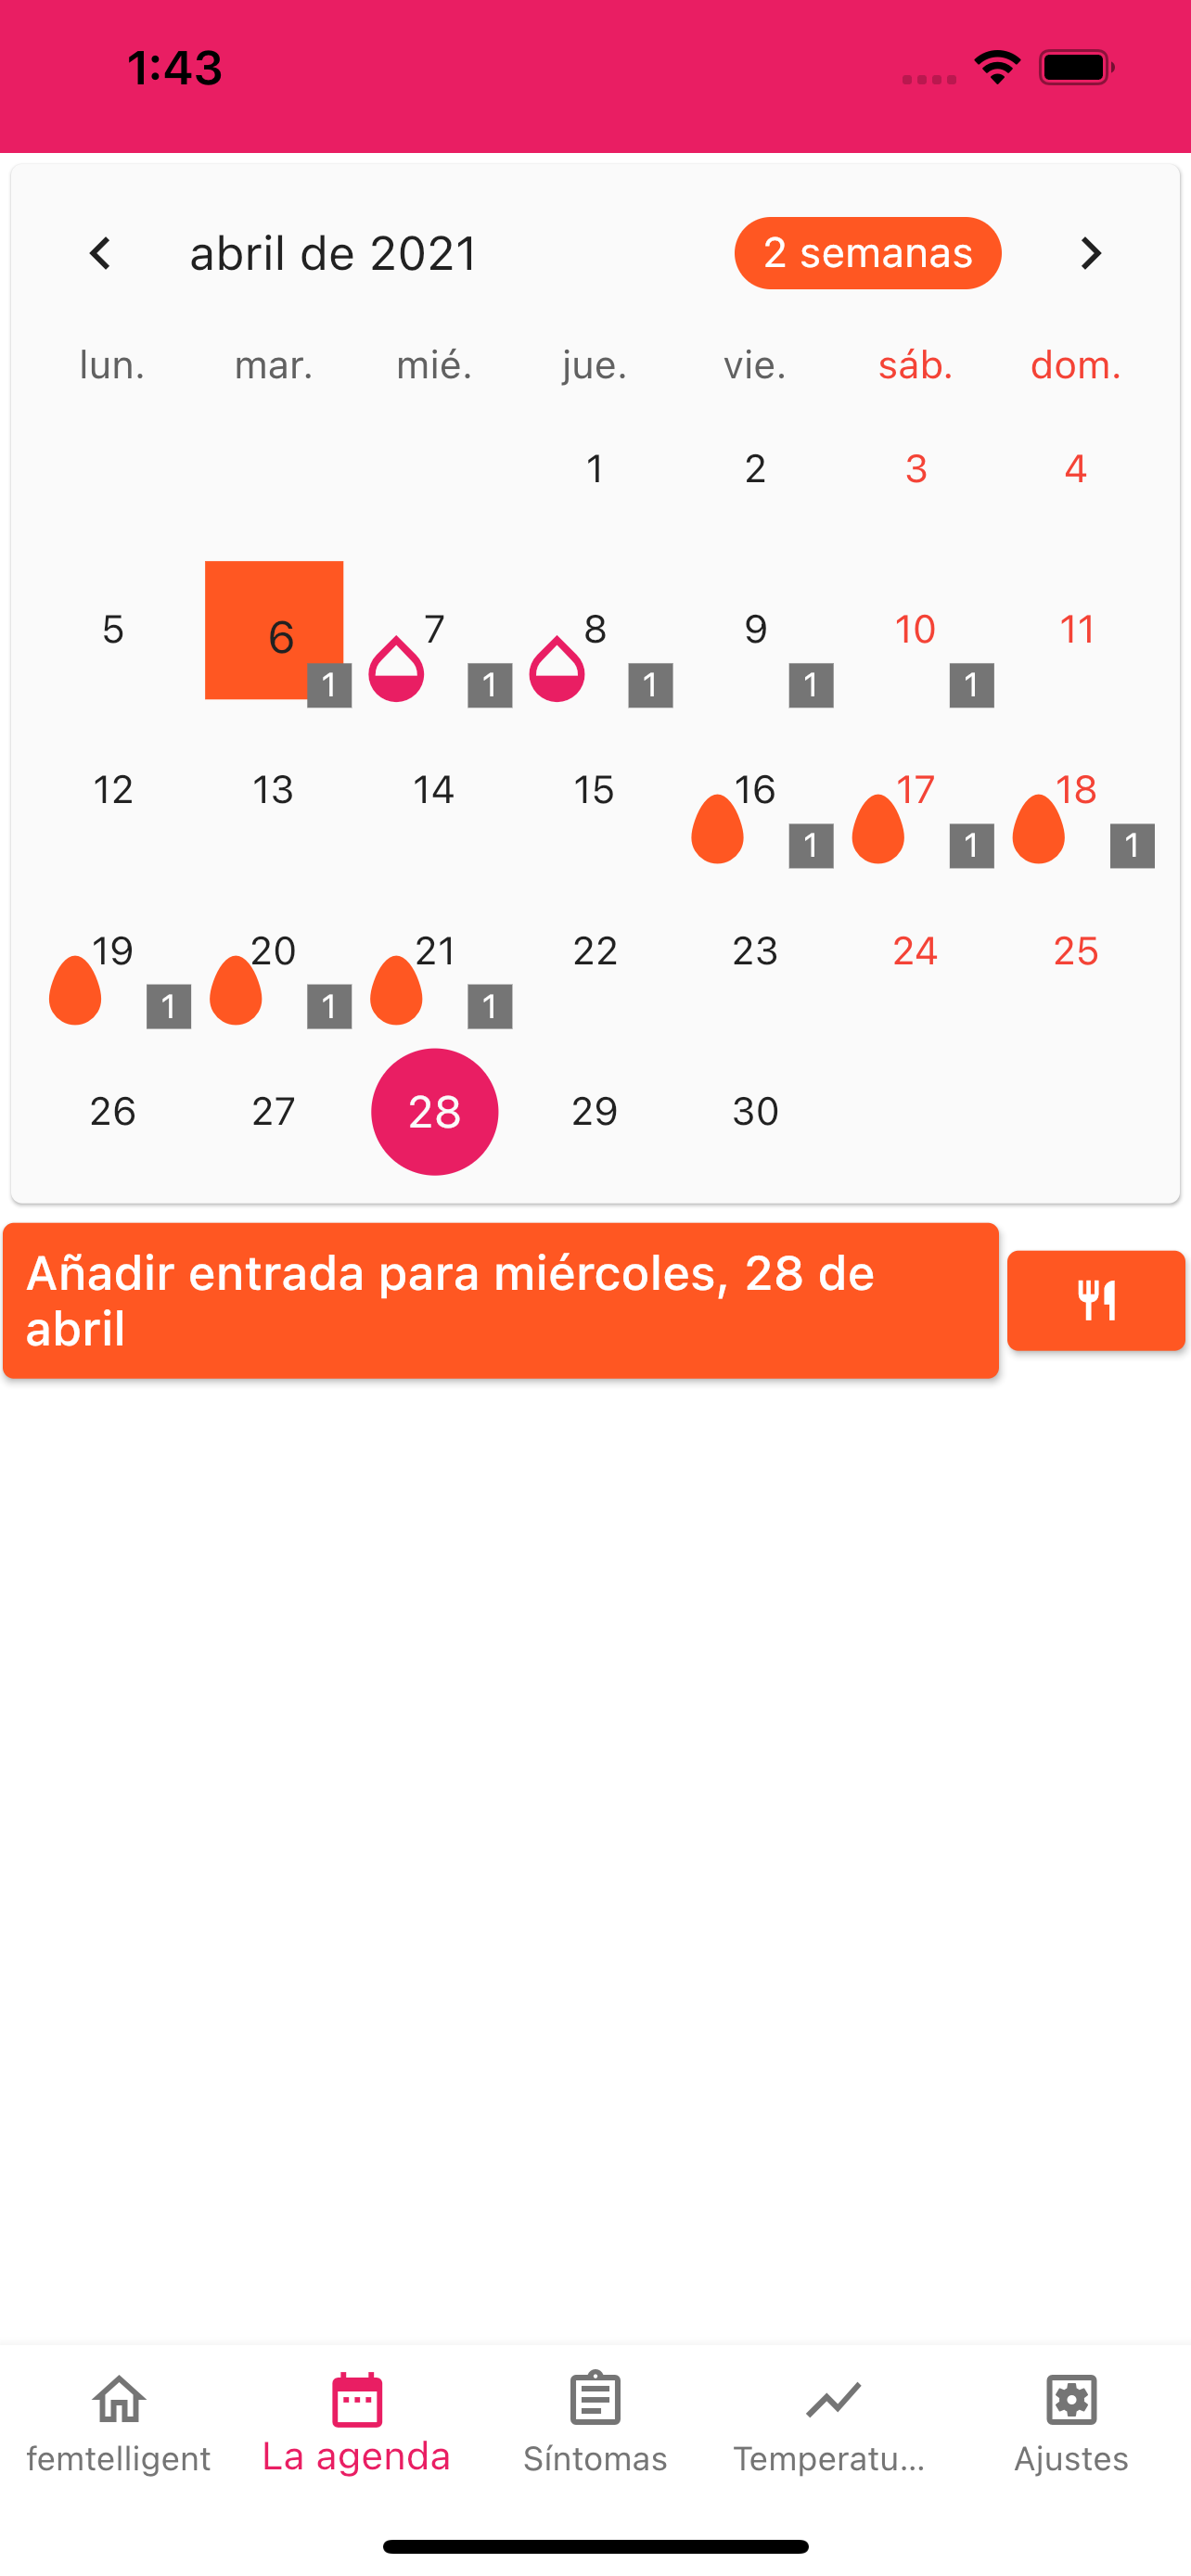 1:43
abril de 2021
2 semanas
lun. mar. mié. jue. vie. sáb. dom.
1 2 3 4
5 6 7 8 9 10 11
1 1 1 1 1
12 13 14 15 16 17 18
1 1 1
19 20 21 22 23 24 25
1 1 1
26 27 28 29 30
Añadir entrada para miércoles, 28 de
abril
femtelligent La agenda Síntomas Temperatu... Ajustes